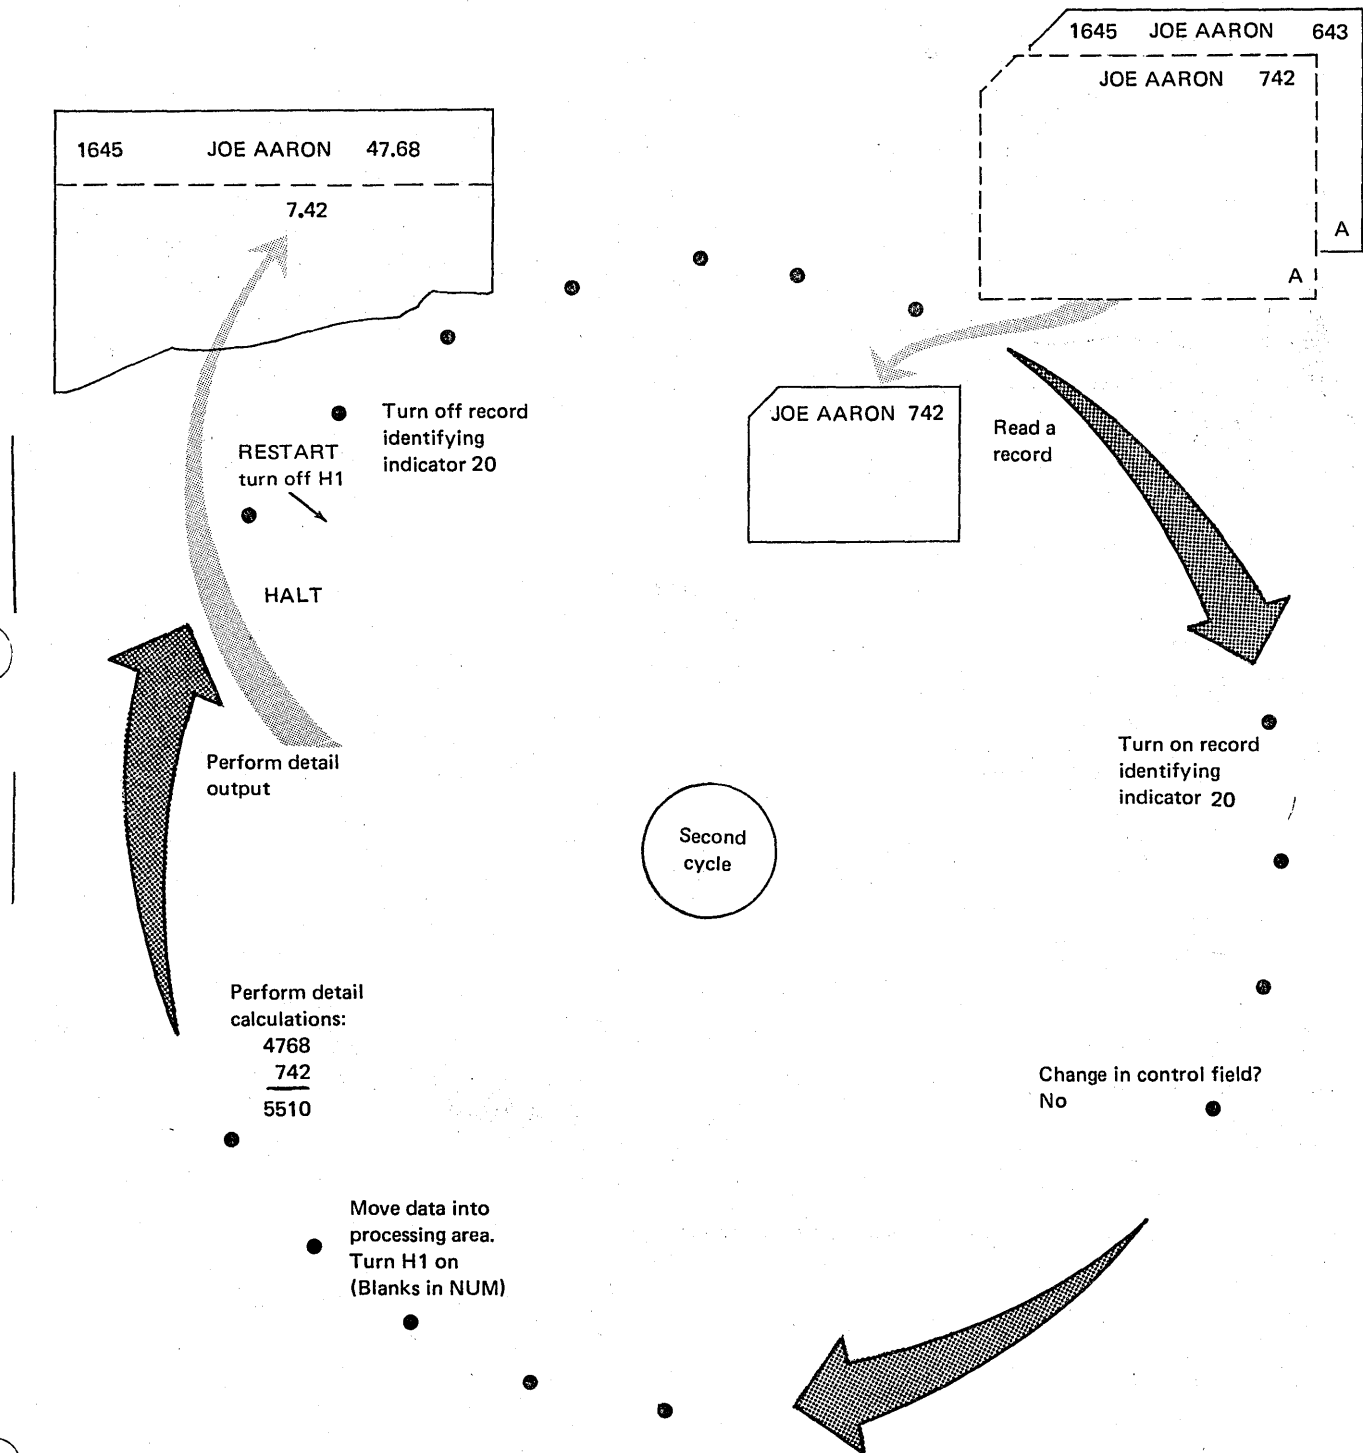 1645 JOE AARON 643
JOE AARON 742
A
A
1645 JOE AARON 47.68
7.42
Turn off record
identifying
indicator 20
RESTART
turn off H1
HALT
JOE AARON 742
Read a
record
Turn on record
identifying
indicator 20
Perform detail
output
Second
cycle
Perform detail
calculations:
4768
742
5510
Change in control field?
No
Move data into
processing area.
Turn H1 on
(Blanks in NUM)